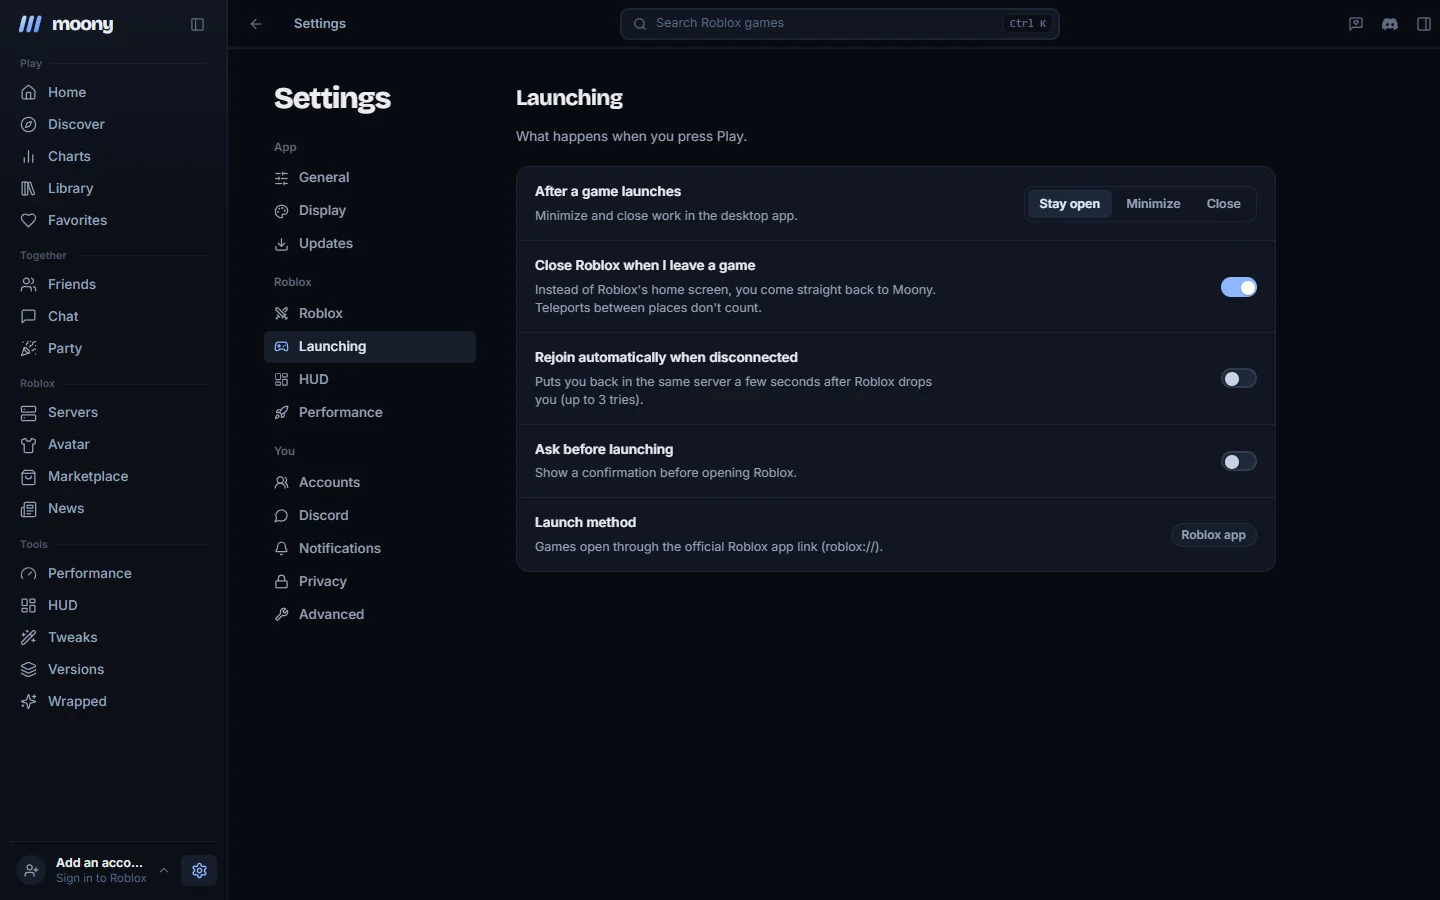 moony
Settings
Search Roblox games
Ctrl K
Play
Home
Discover
Charts
Library
Favorites
Together
Friends
Chat
Party
Roblox
Servers
Avatar
Marketplace
News
Tools
Performance
HUD
Tweaks
Versions
Wrapped
Add an acco...
Sign in to Roblox
Settings
App
General
Display
Updates
Roblox
Roblox
Launching
HUD
Performance
You
Accounts
Discord
Notifications
Privacy
Advanced
Launching
What happens when you press Play.
After a game launches
Minimize and close work in the desktop app.
Stay open
Minimize
Close
Close Roblox when I leave a game
Instead of Roblox's home screen, you come straight back to Moony.
Teleports between places don't count.
Rejoin automatically when disconnected
Puts you back in the same server a few seconds after Roblox drops
you (up to 3 tries).
Ask before launching
Show a confirmation before opening Roblox.
Launch method
Games open through the official Roblox app link (roblox://).
Roblox app